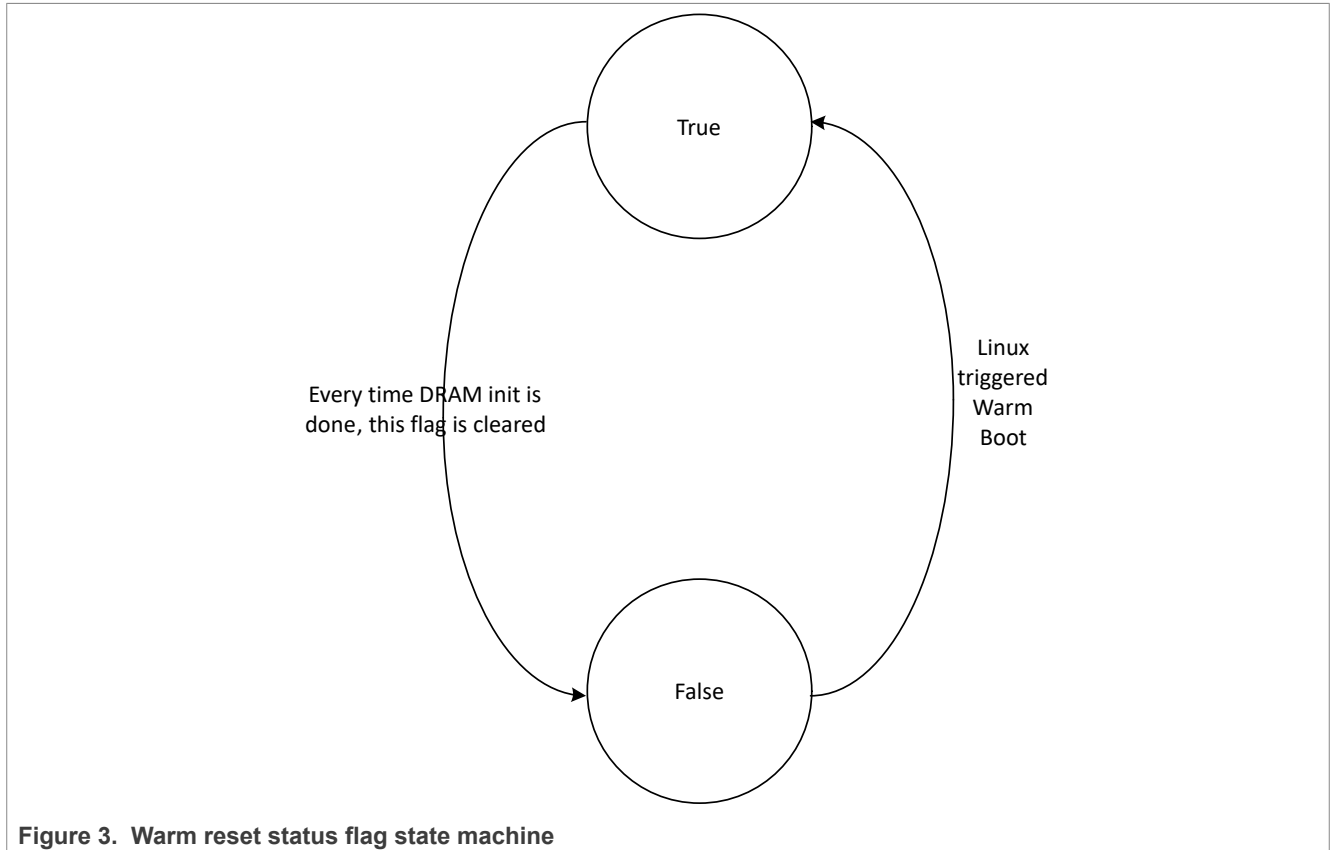 True
Every time DRAM init is
done, this flag is cleared
Linux
triggered
Warm
Boot
False
Figure 3. Warm reset status flag state machine